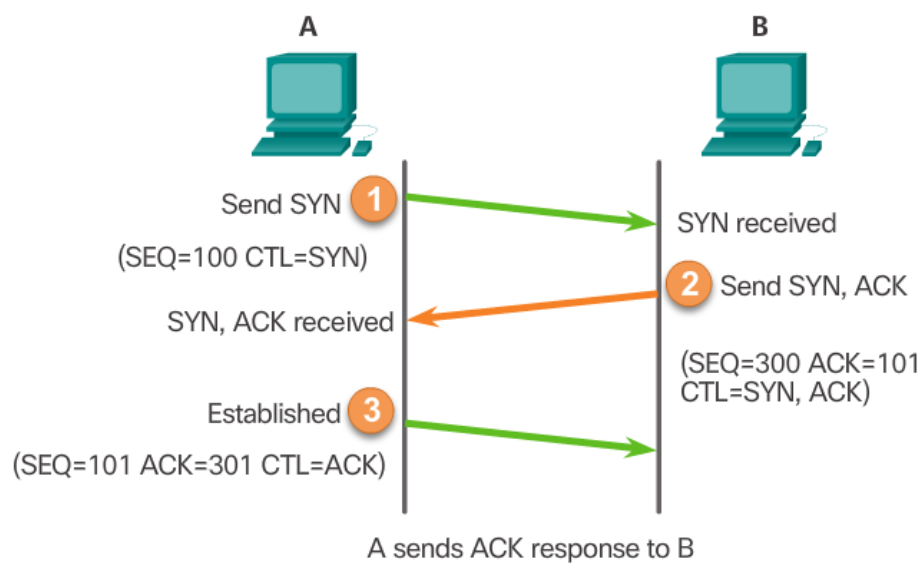 A
B
Send SYN 1
(SEQ=100 CTL=SYN)
SYN received
2 Send SYN, ACK
SYN, ACK received
(SEQ=300 ACK=101
CTL=SYN, ACK)
Established 3
(SEQ=101 ACK=301 CTL=ACK)
A sends ACK response to B